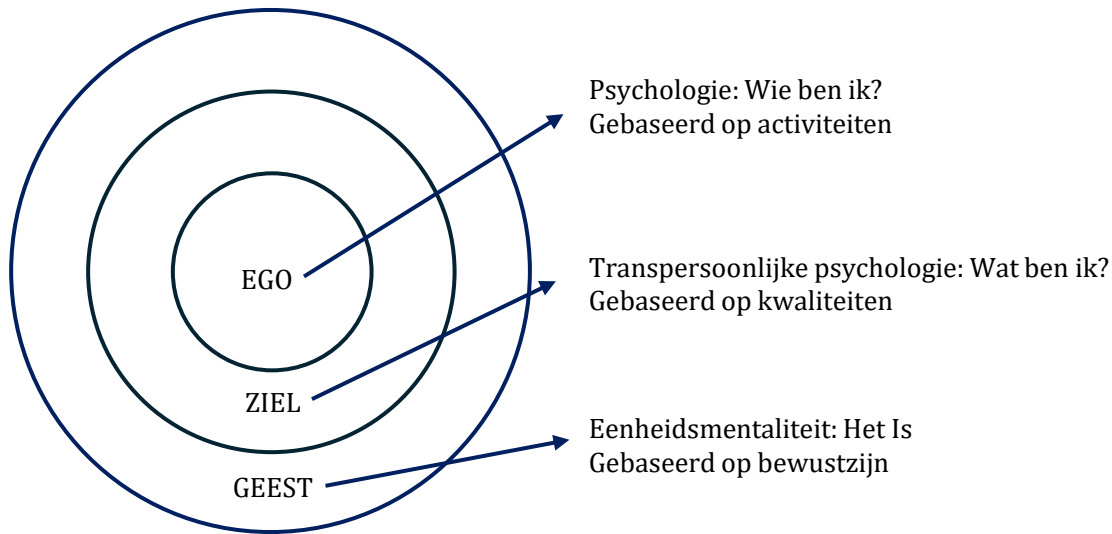 Psychologie: Wie ben ik?
Gebaseerd op activiteiten
EGO
Transpersoonlijke psychologie: Wat ben ik?
Gebaseerd op kwaliteiten
ZIEL
Eenheidsmentaliteit: Het Is
Gebaseerd op bewustzijn
GEEST